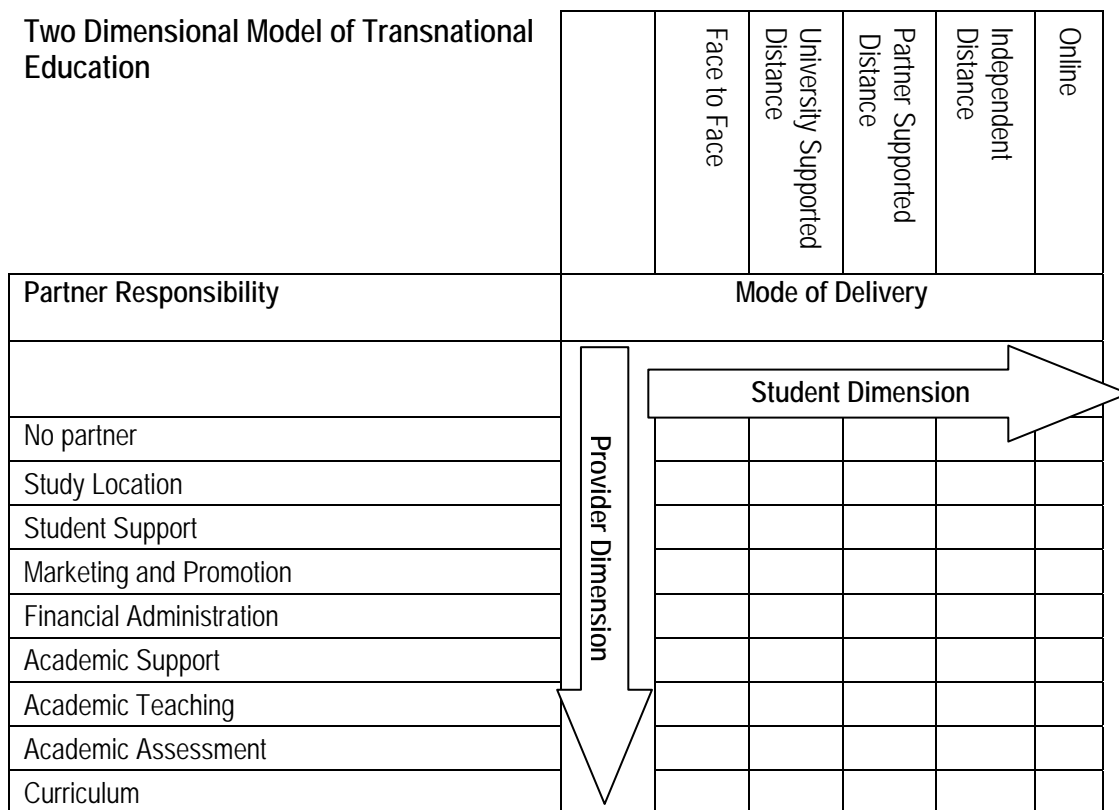 Two Dimensional Model of Transnational
Education
Face to Face
University Supported
Distance
Partner Supported
Distance
Independent
Distance
Online
Partner Responsibility
Mode of Delivery
Student Dimension
Provider Dimension
No partner
Study Location
Student Support
Marketing and Promotion
Financial Administration
Academic Support
Academic Teaching
Academic Assessment
Curriculum